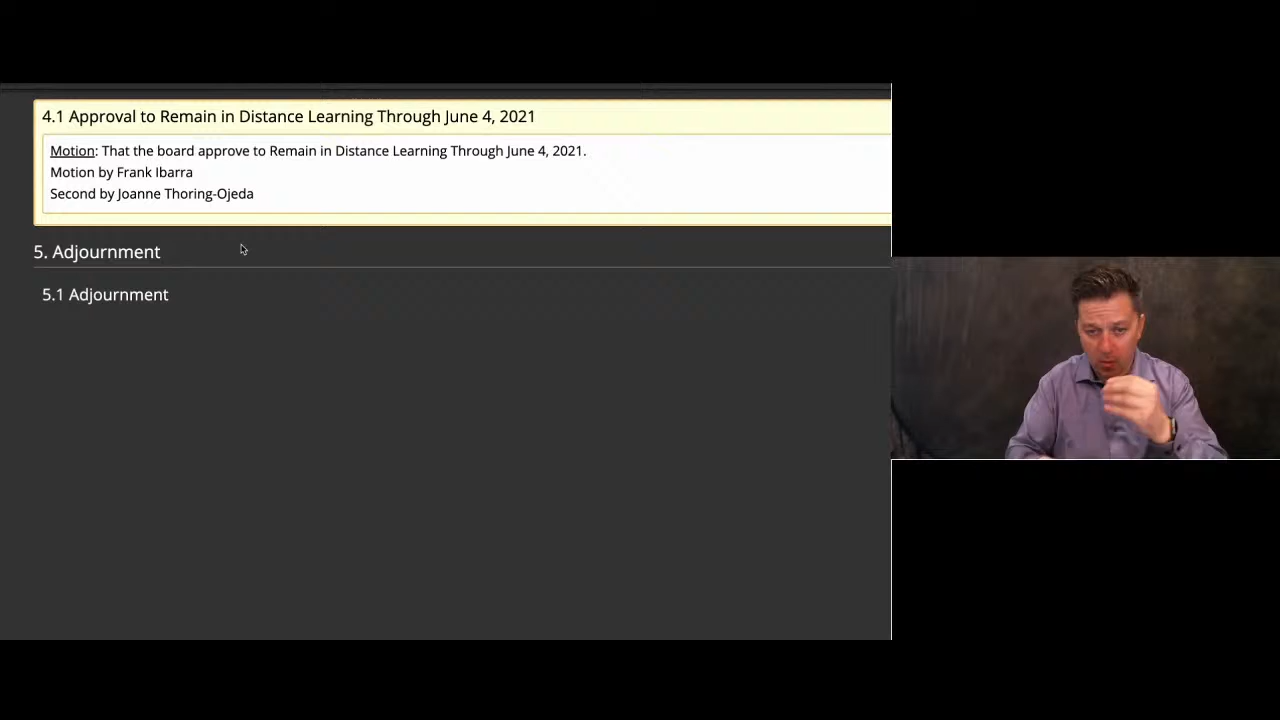 4.1 Approval to Remain in Distance Learning Through June 4, 2021
Motion: That the board approve to Remain in Distance Learning Through June 4, 2021.
Motion by Frank Ibarra
Second by Joanne Thoring-Ojeda
5. Adjournment
5.1 Adjournment